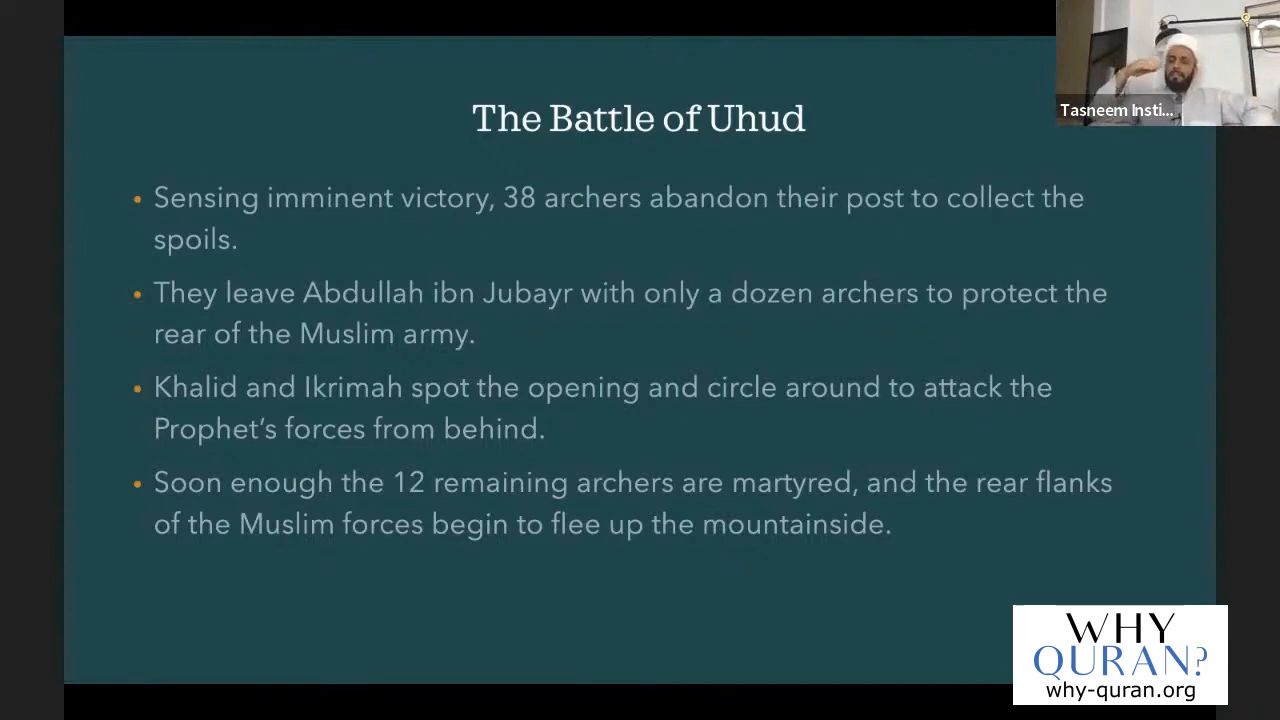 The Battle of Uhud
Tasneem Insti...
• Sensing imminent victory, 38 archers abandon their post to collect the
spoils.
• They leave Abdullah ibn Jubayr with only a dozen archers to protect the
rear of the Muslim army.
• Khalid and Ikrimah spot the opening and circle around to attack the
Prophet’s forces from behind.
• Soon enough the 12 remaining archers are martyred, and the rear flanks
of the Muslim forces begin to flee up the mountainside.
WHY
QURAN?
why-quran.org